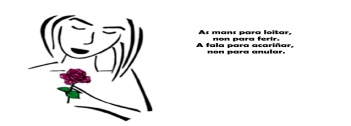 As mans para loitar,
non para ferir.
A fala para acariñar,
non para anular.